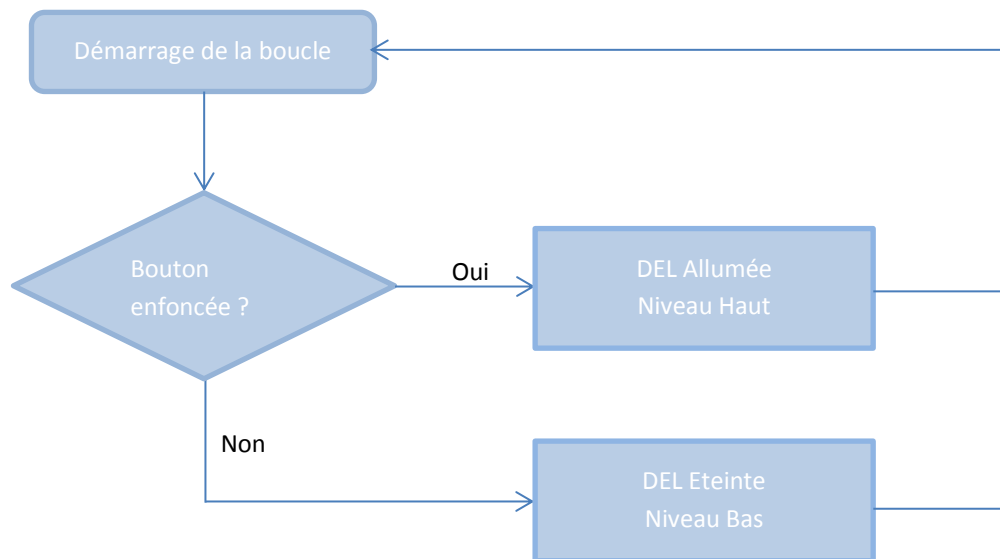 Démarrage de la boucle
Bouton
enfoncée ?
Oui
DEL Allumée
Niveau Haut
Non
DEL Eteinte
Niveau Bas